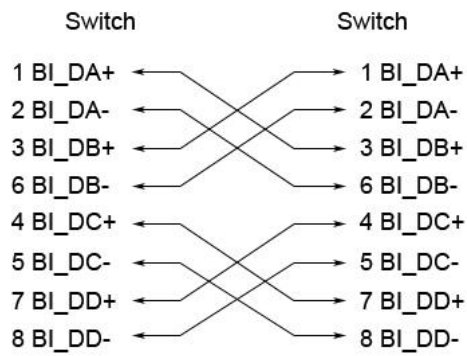 Switch Switch
1 BI_DA+ 1 BI_DA+
2 BI_DA- 2 BI_DA-
3 BI_DB+ 3 BI_DB+
6 BI_DB- 6 BI_DB-
4 BI_DC+ 4 BI_DC+
5 BI_DC- 5 BI_DC-
7 BI_DD+ 7 BI_DD+
8 BI_DD- 8 BI_DD-